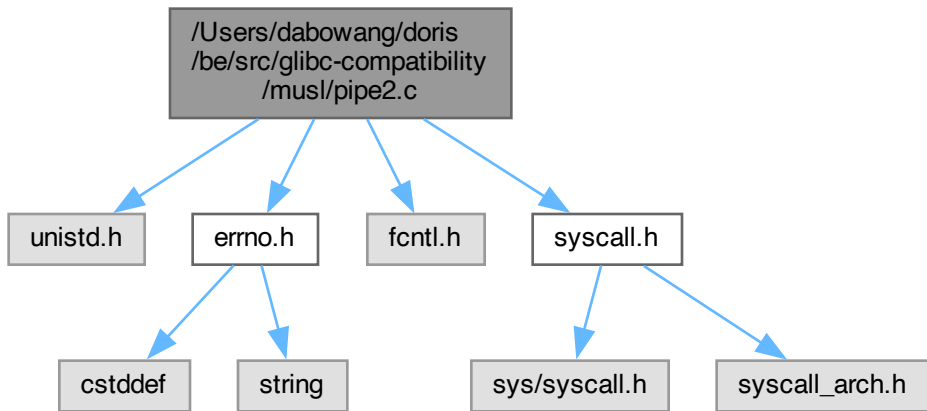 /Users/dabowang/doris
/be/src/glibc-compatibility
/musl/pipe2.c
unistd.h
errno.h
fcntl.h
syscall.h
cstddef
string
sys/syscall.h
syscall_arch.h